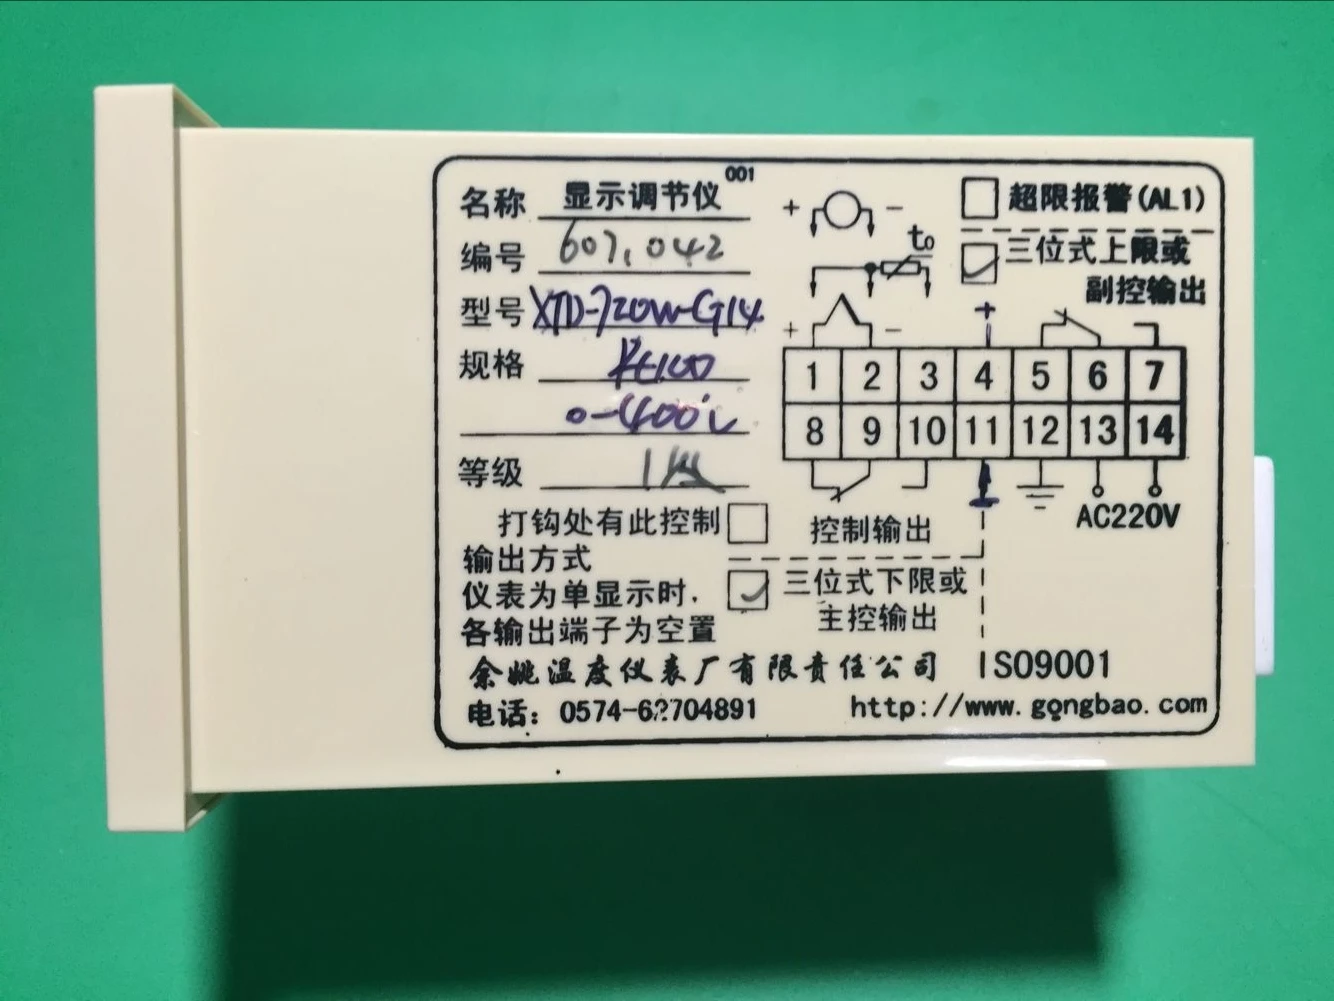 名称 显示调节仪 001
编号 607,042
型号 XTD-720W-G14
规格 Pt100
0-400℃
等级 1级
打钩处有此控制
输出方式
仪表为单显示时.
各输出端子为空置
+ -
t0
+ -
超限报警(AL1)
三位式上限或
副控输出
+
1 2 3 4 5 6 7
8 9 10 11 12 13 14
控制输出
AC220V
三位式下限或
主控输出
余姚温度仪表厂有限责任公司 ISO9001
电话: 0574-62704891 http://www.gongbao.com